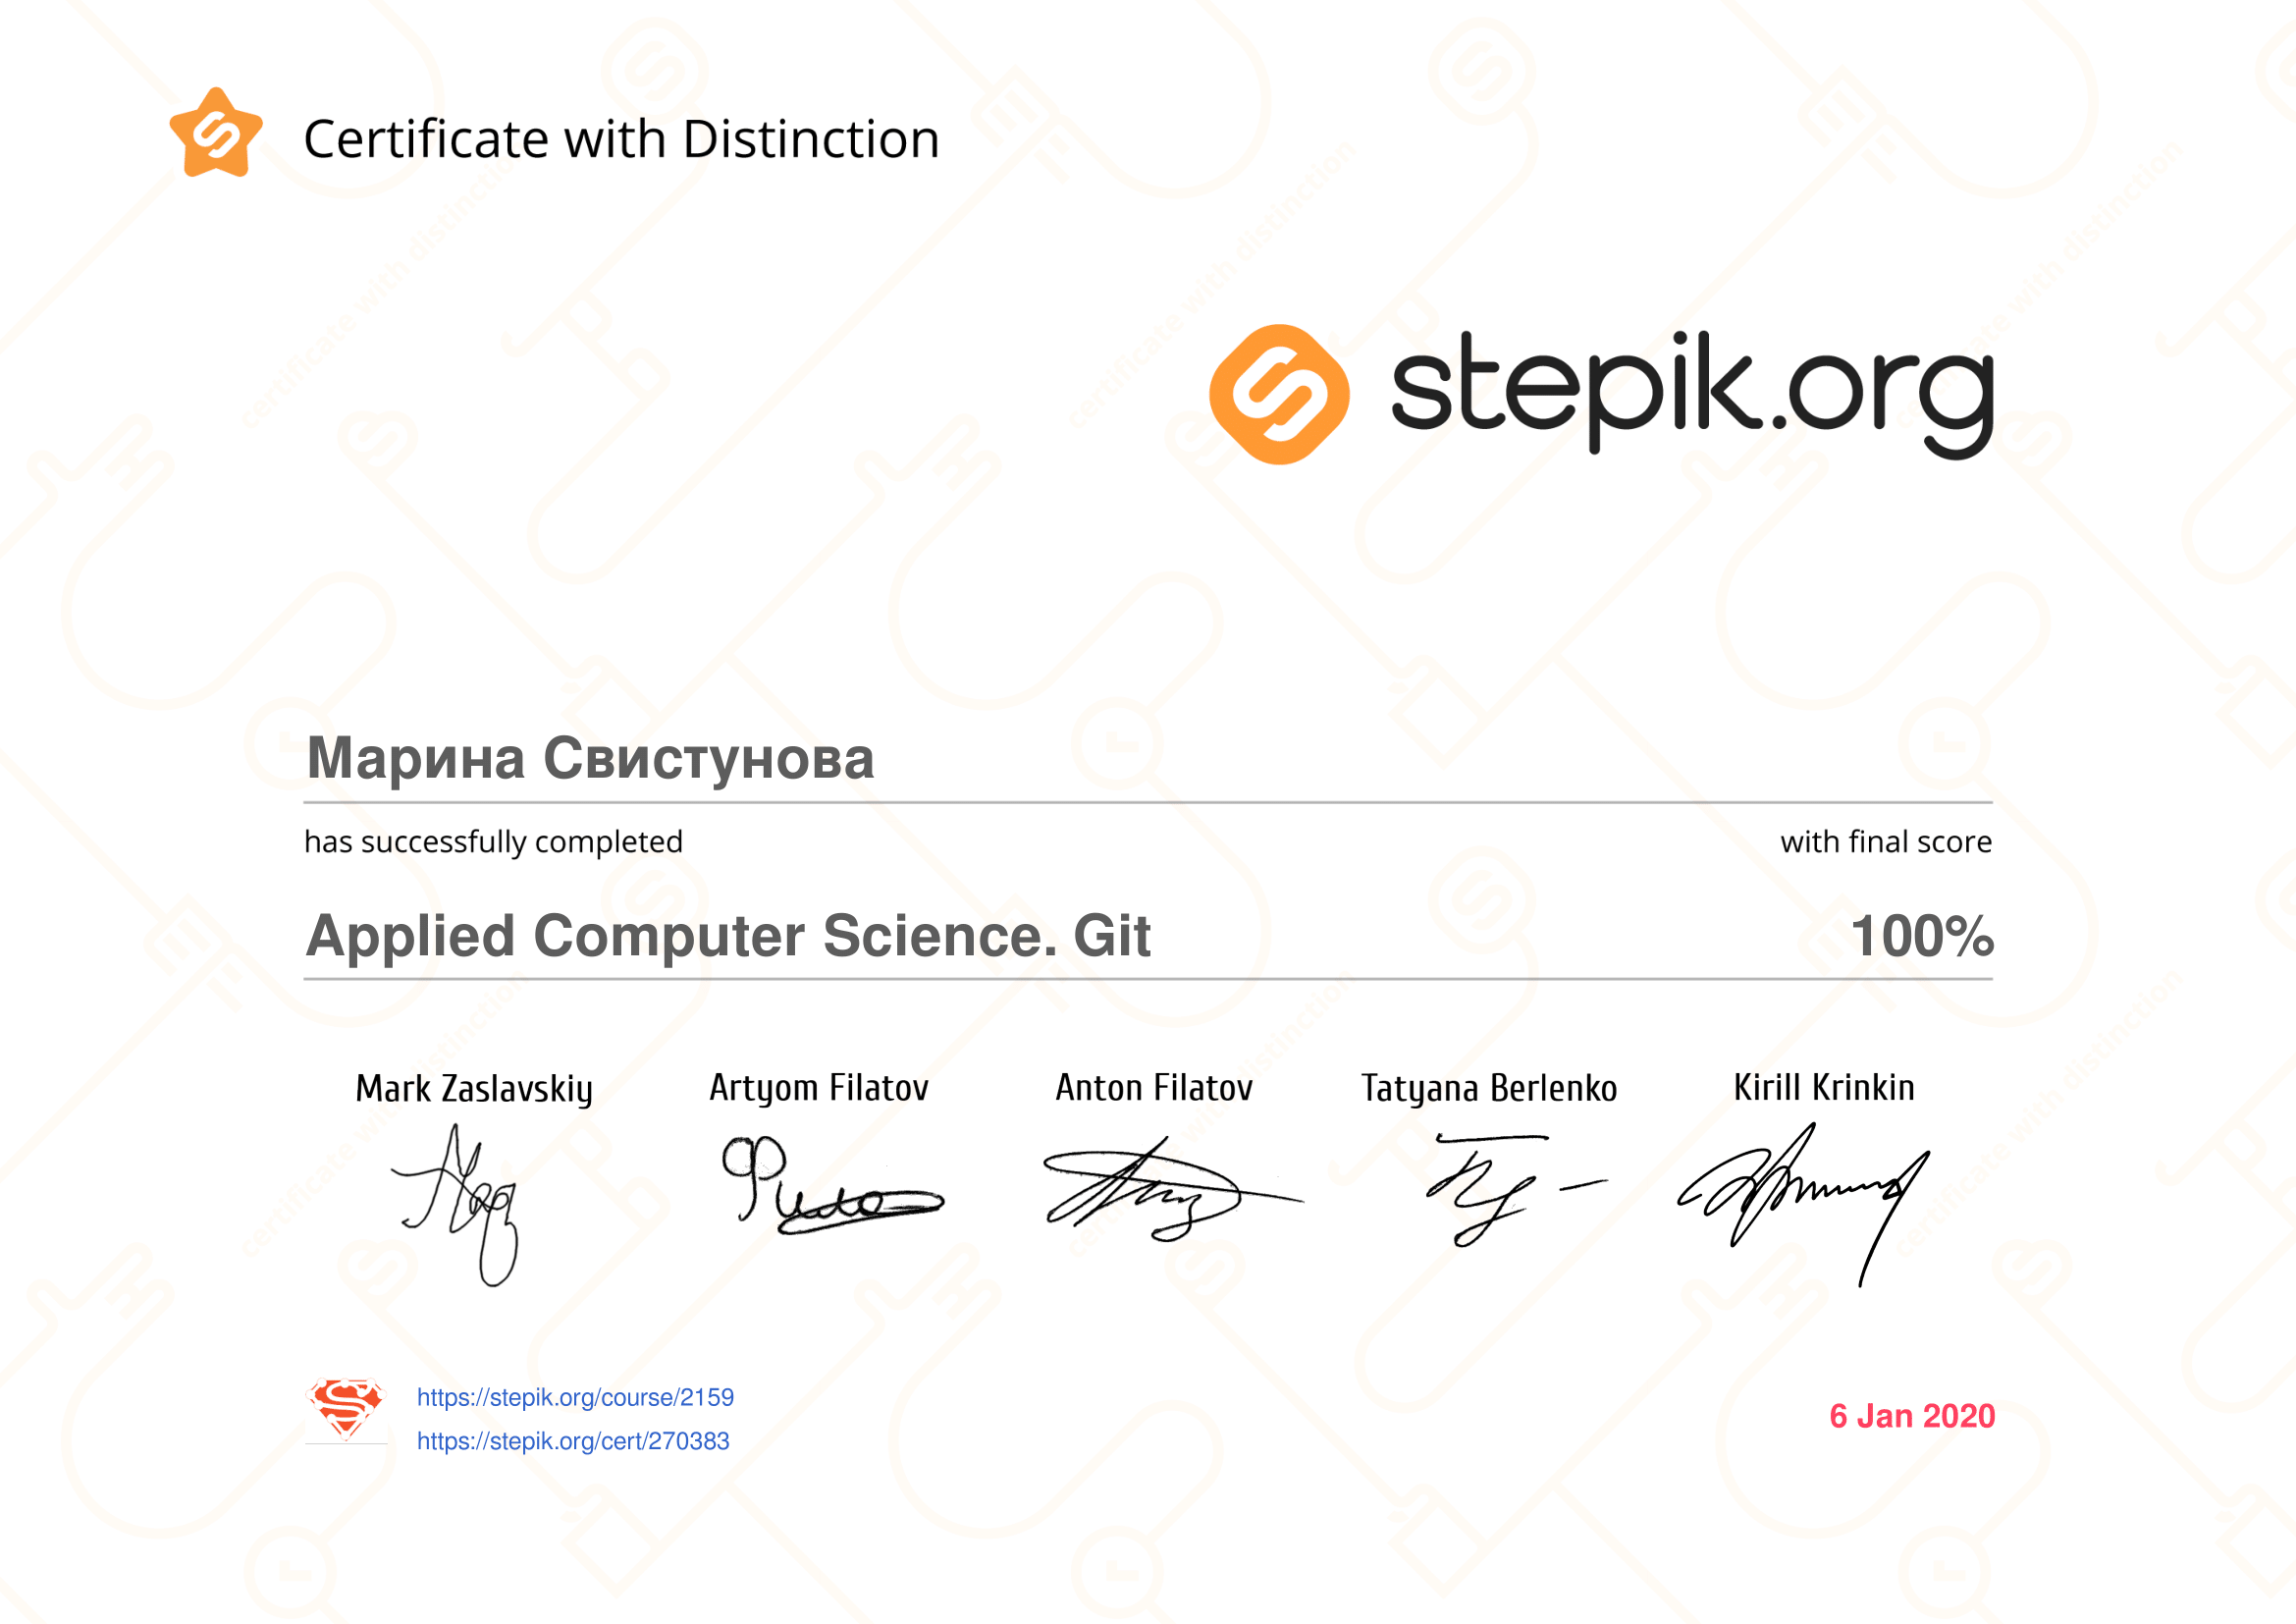 Certificate with Distinction
stepik.org
Марина Свистунова
has successfully completed
with final score
Applied Computer Science. Git
100%
Mark Zaslavskiy
Artyom Filatov
Anton Filatov
Tatyana Berlenko
Kirill Krinkin
https://stepik.org/course/2159
https://stepik.org/cert/270383
6 Jan 2020